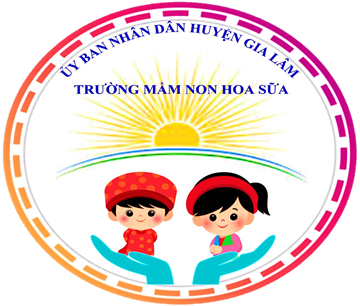 ỦY BAN NHÂN DÂN HUYỆN GIA LÂM
TRƯỜNG MẦM NON HOA SỮA